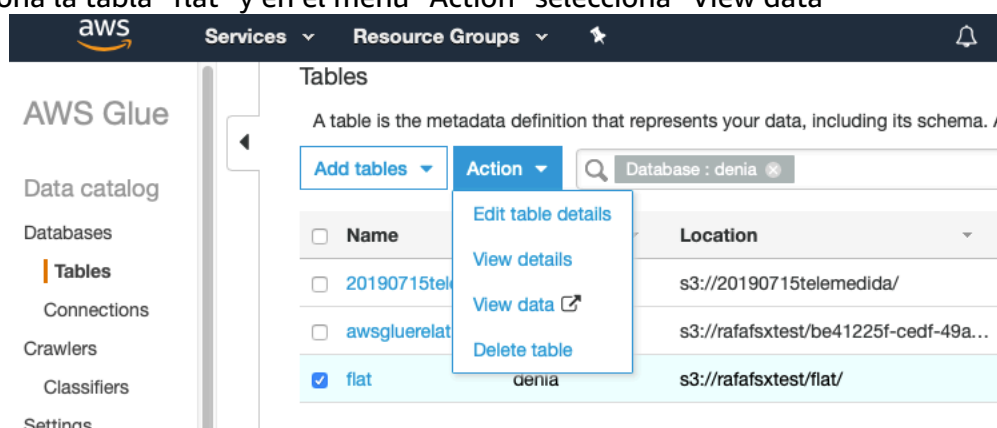 la tabla "flat" y en el menú "Action" selecciona "View data"
aws Services Resource Groups
Tables
AWS Glue
A table is the metadata definition that represents your data, including its schema.
Add tables Action Database : denia
Data catalog
Edit table details
Databases
Name Location
View details
Tables
20190715tele s3://20190715telemedida/
View data
Connections
awsgluerelat s3://rafafsxtest/be41225f-cedf-49a...
Crawlers
Delete table
Classifiers
flat denia s3://rafafsxtest/flat/
Settings